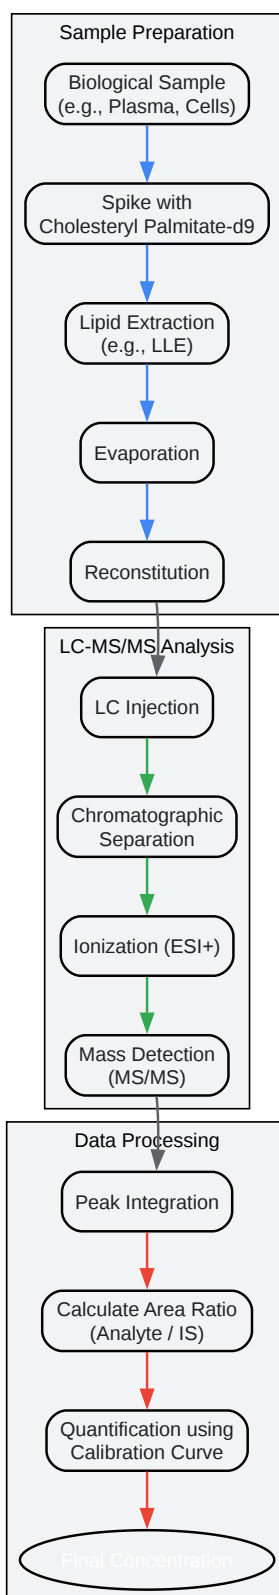 Sample Preparation
Biological Sample
(e.g., Plasma, Cells)
Spike with
Cholesteryl Palmitate-d9
Lipid Extraction
(e.g., LLE)
Evaporation
Reconstitution
LC-MS/MS Analysis
LC Injection
Chromatographic
Separation
Ionization (ESI+)
Mass Detection
(MS/MS)
Data Processing
Peak Integration
Calculate Area Ratio
(Analyte / IS)
Quantification using
Calibration Curve
Final Concentration